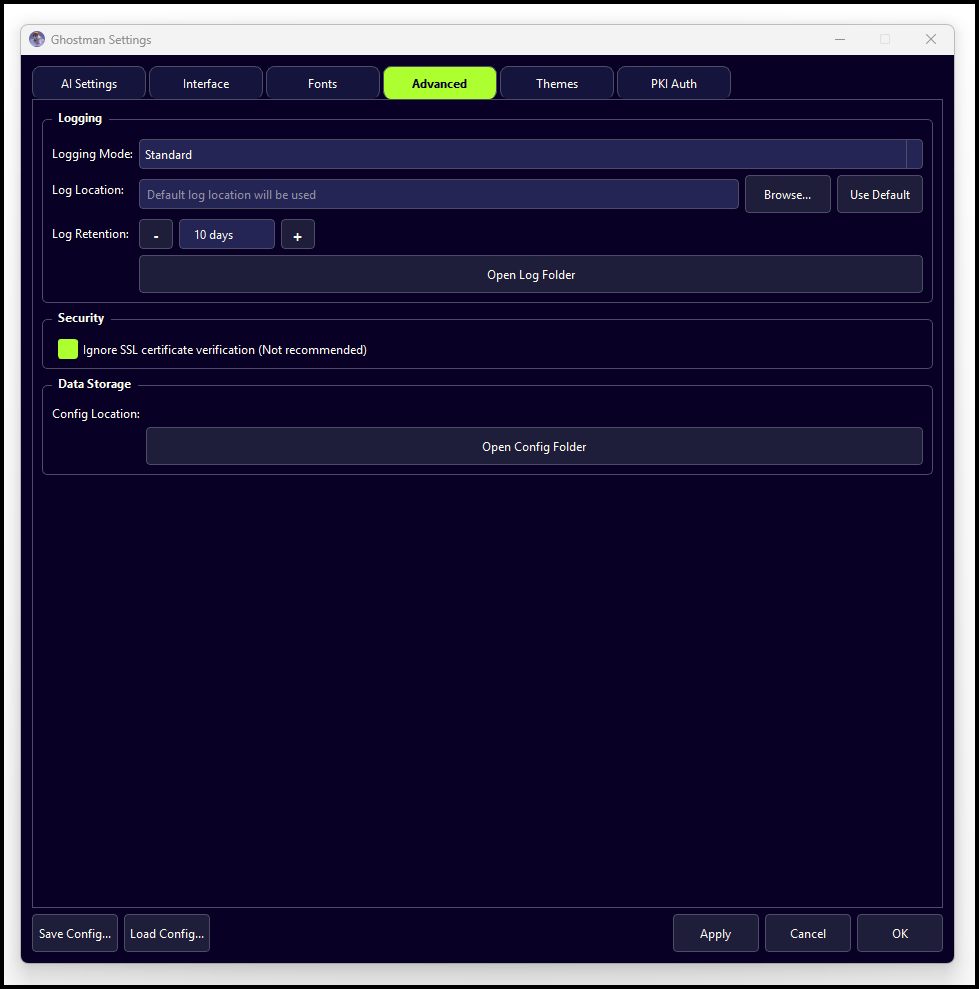 Ghostman Settings
AI Settings Interface Fonts Advanced Themes PKI Auth
Logging
Logging Mode: Standard
Log Location: Default log location will be used Browse... Use Default
Log Retention: - 10 days +
Open Log Folder
Security
Ignore SSL certificate verification (Not recommended)
Data Storage
Config Location:
Open Config Folder
Save Config... Load Config... Apply Cancel OK